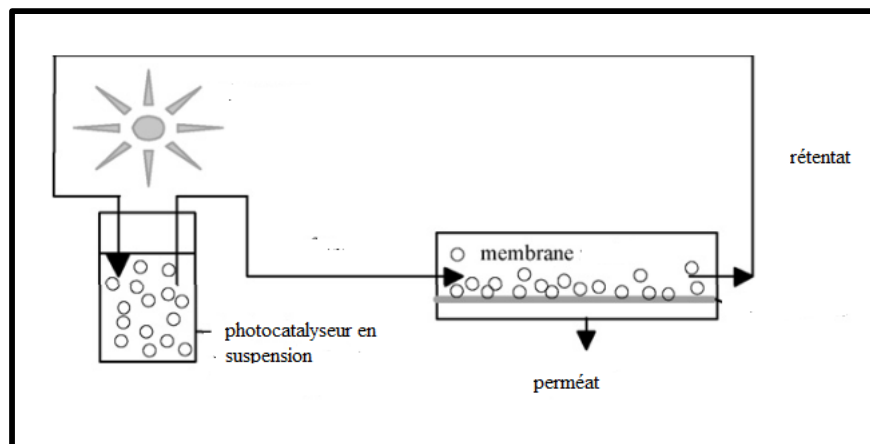 rétentat
membrane
photocatalyseur en
suspension
perméat